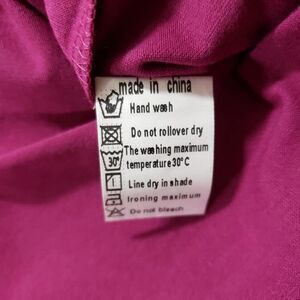 made in china
Hand wash
Do not rollover dry
The washing maximum
30°
temperature30°C
Line dry in shade
Ironing maximum
Do not bleach